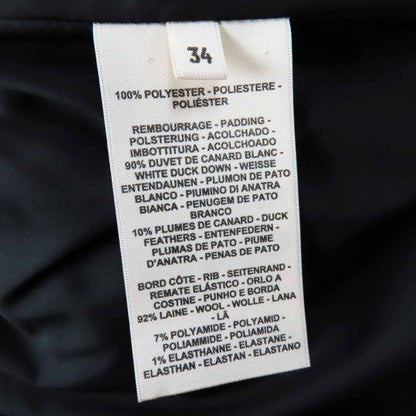 34
100% POLYESTER - POLIESTERE -
POLIÉSTER
REMBOURRAGE - PADDING -
POLSTERUNG - ACOLCHADO -
IMBOTTITURA - ACOLCHOADO
90% DUVET DE CANARD BLANC -
WHITE DUCK DOWN - WEISSE
ENTENDAUNEN - PLUMON DE PATO
BLANCO - PIUMINO DI ANATRA
BIANCA - PENUGEM DE PATO
BRANCO
10% PLUMES DE CANARD - DUCK
FEATHERS - ENTENFEDERN -
PLUMAS DE PATO - PIUME
D'ANATRA - PENAS DE PATO
BORD CÔTE - RIB - SEITENRAND -
REMATE ELÁSTICO - ORLO A
COSTINE - PUNHO E BORDA
92% LAINE - WOOL - WOLLE - LANA
- LÃ
7% POLYAMIDE - POLYAMID -
POLIAMMIDE - POLIAMIDA
1% ELASTHANNE - ELASTANE -
ELASTHAN - ELASTAN - ELASTANO